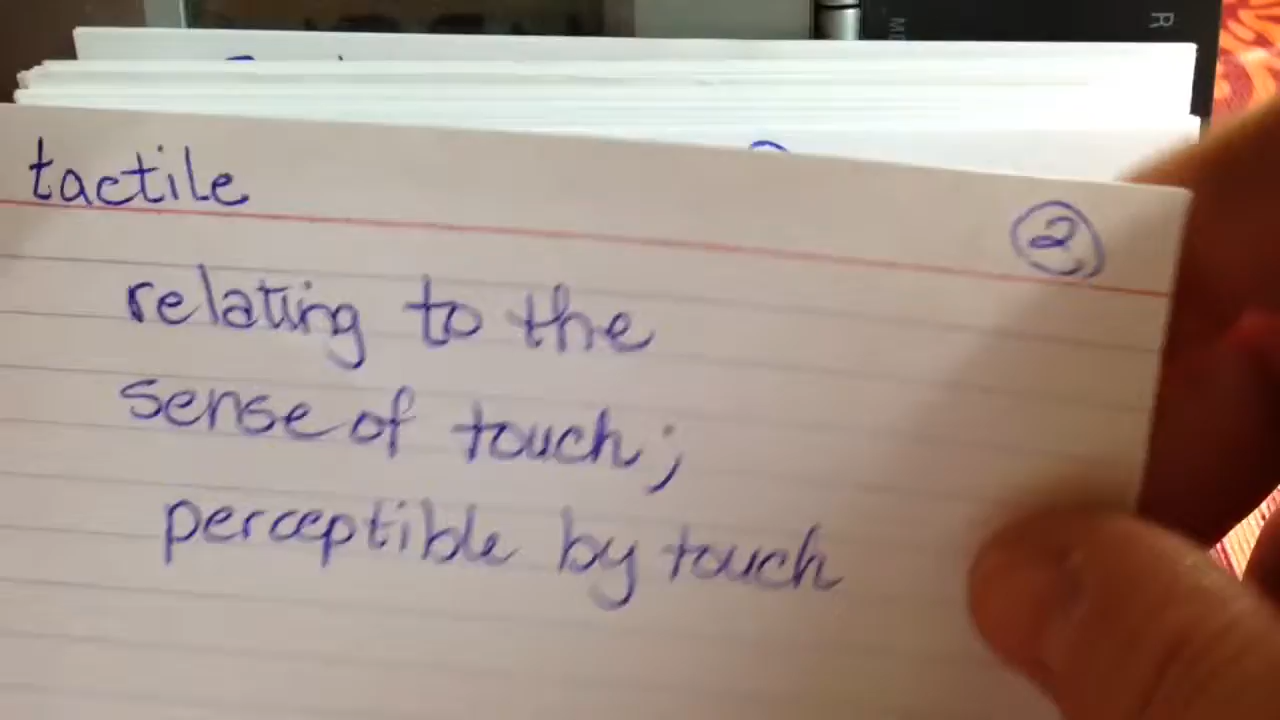 tactile
2
relating to the
sense of touch;
perceptible by touch
R